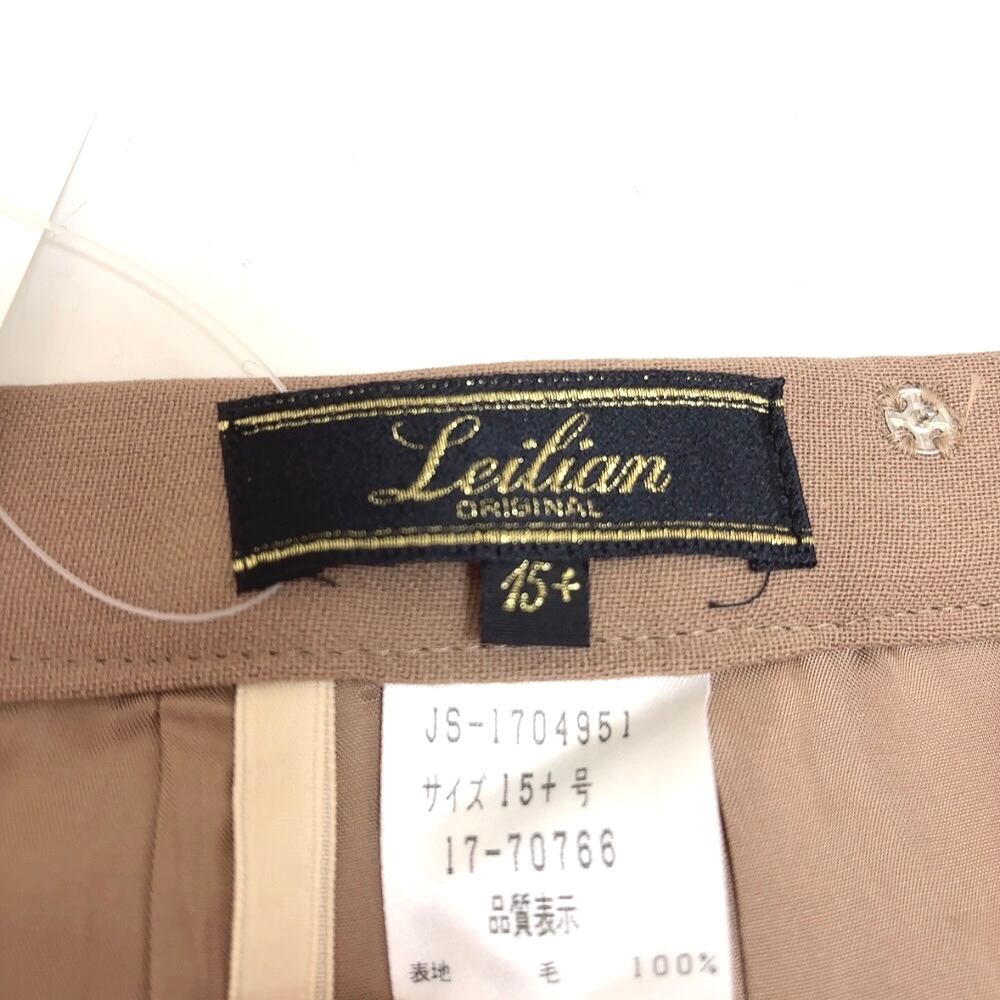 Leilian
ORIGINAL
15+
JS-1704951
サイズ 15+ 号
17-70766
品質表示
表地 毛 100%